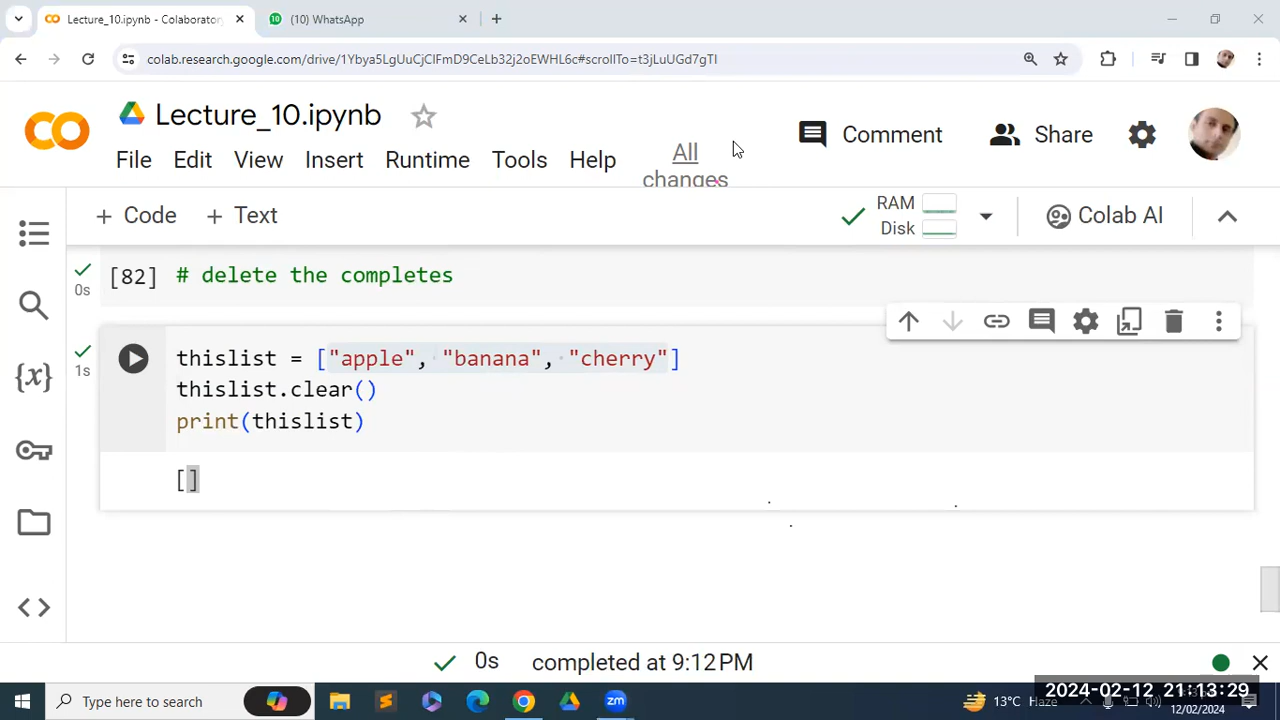 Lecture_10.ipynb - Colaboratory
(10) WhatsApp
colab.research.google.com/drive/1Ybya5LgUuCjClFmD9CeLb32j2oEWHL6c#scrollTo=t3jLuUGd7gTI
Lecture_10.ipynb
File Edit View Insert Runtime Tools Help
All changes
Comment
Share
+ Code + Text
RAM
Disk
Colab AI
0s
[82] # delete the completes
1s
thislist = ["apple", "banana", "cherry"]
thislist.clear()
print(thislist)
[]
0s completed at 9:12 PM
Type here to search
zm
13°C Haze
2024-02-12 21:13:29
12/02/2024